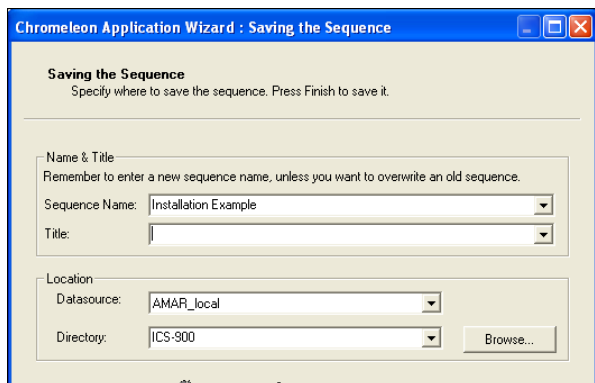 Chromeleon Application Wizard : Saving the Sequence
Saving the Sequence
Specify where to save the sequence. Press Finish to save it.
Name & Title
Remember to enter a new sequence name, unless you want to overwrite an old sequence.
Sequence Name: Installation Example
Title:
Location
Datasource: AMAR_local
Directory: ICS-900 Browse...